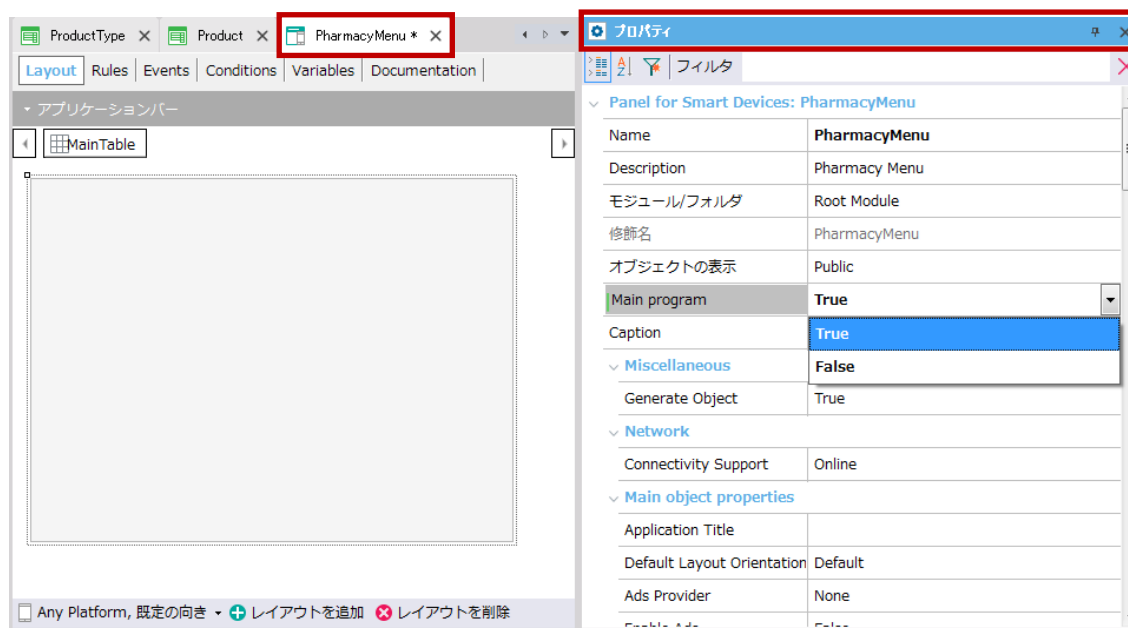 ProductType
Product
PharmacyMenu *
Layout Rules Events Conditions Variables Documentation
アプリケーションバー
MainTable
Any Platform, 既定の向き レイアウトを追加 レイアウトを削除
プロパティ
フィルタ
Panel for Smart Devices: PharmacyMenu
Name PharmacyMenu
Description Pharmacy Menu
モジュール/フォルダ Root Module
修飾名 PharmacyMenu
オブジェクトの表示 Public
Main program True
Caption True
False
Miscellaneous
Generate Object True
Network
Connectivity Support Online
Main object properties
Application Title
Default Layout Orientation Default
Ads Provider None
Enable Ads False